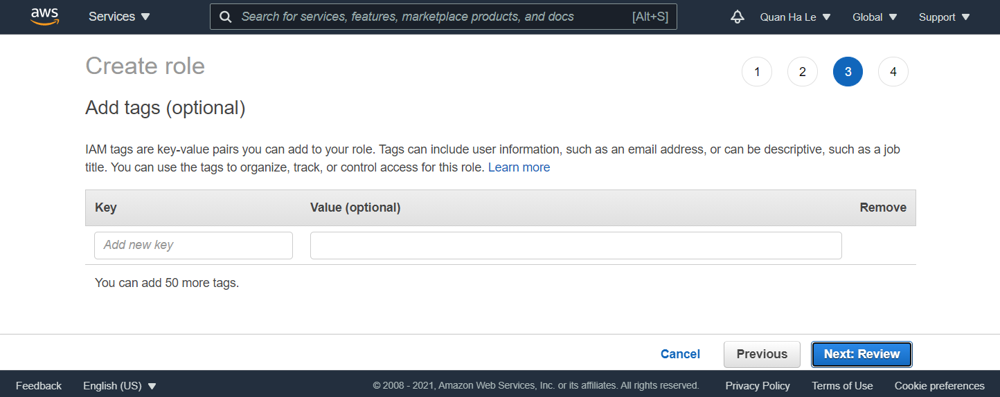 aws Services Search for services, features, marketplace products, and docs [Alt+S] Quan Ha Le Global Support
Create role
1 2 3 4
Add tags (optional)
IAM tags are key-value pairs you can add to your role. Tags can include user information, such as an email address, or can be descriptive, such as a job
title. You can use the tags to organize, track, or control access for this role. Learn more
Key Value (optional) Remove
Add new key
You can add 50 more tags.
Cancel Previous Next: Review
Feedback English (US) © 2008 - 2021, Amazon Web Services, Inc. or its affiliates. All rights reserved. Privacy Policy Terms of Use Cookie preferences